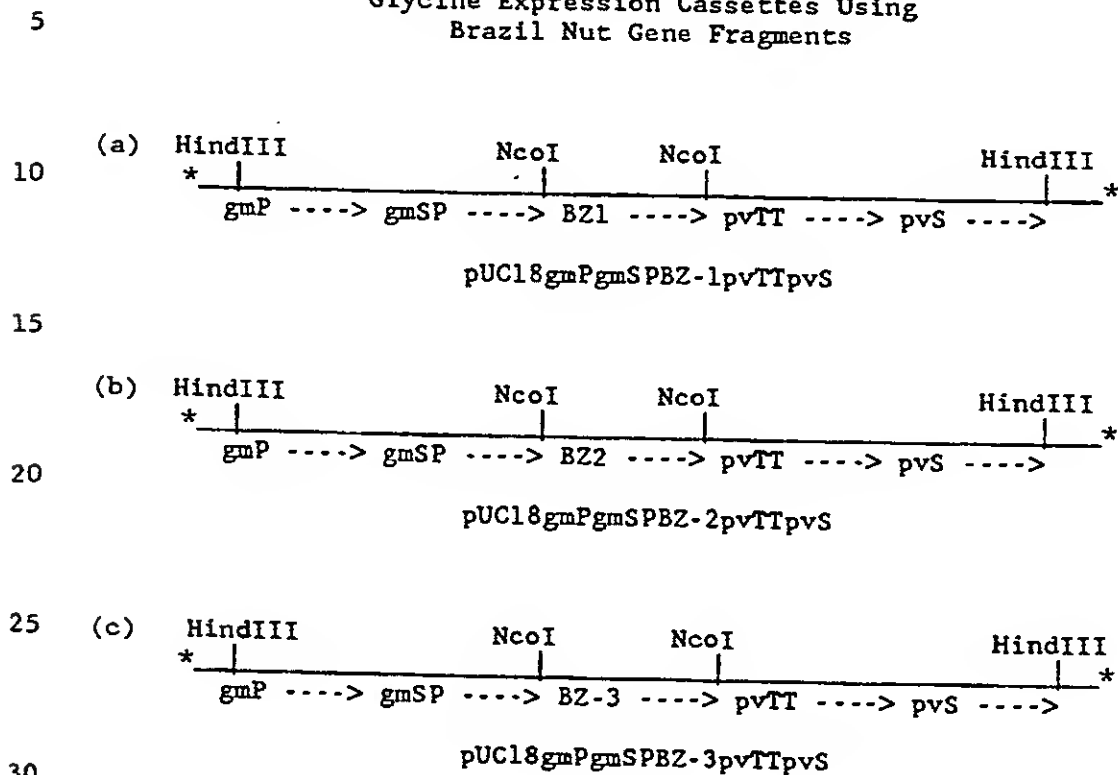 Glycine Expression Cassettes Using
5
Brazil Nut Gene Fragments
(a) HindIII NcoI NcoI HindIII
10 * *
gmP ----> gmSP ----> BZ1 ----> pvTT ----> pvS ---->
pUC18gmPgmSPBZ-1pvTTpvS
15
(b) HindIII NcoI NcoI HindIII
* *
gmP ----> gmSP ----> BZ2 ----> pvTT ----> pvS ---->
20
pUC18gmPgmSPBZ-2pvTTpvS
25 (c) HindIII NcoI NcoI HindIII
* *
gmP ----> gmSP ----> BZ-3 ----> pvTT ----> pvS ---->
pUC18gmPgmSPBZ-3pvTTpvS
30